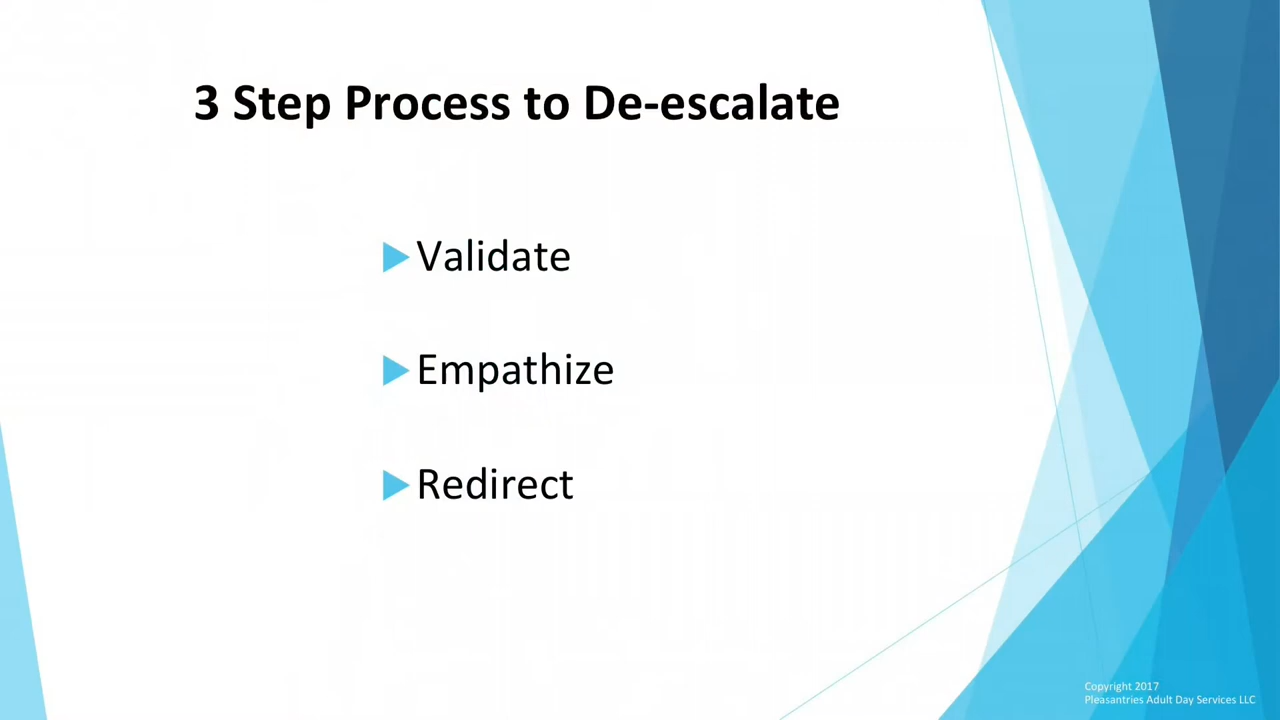 3 Step Process to De-escalate
Validate
Empathize
Redirect
Copyright 2017
Pleasantries Adult Day Services LLC